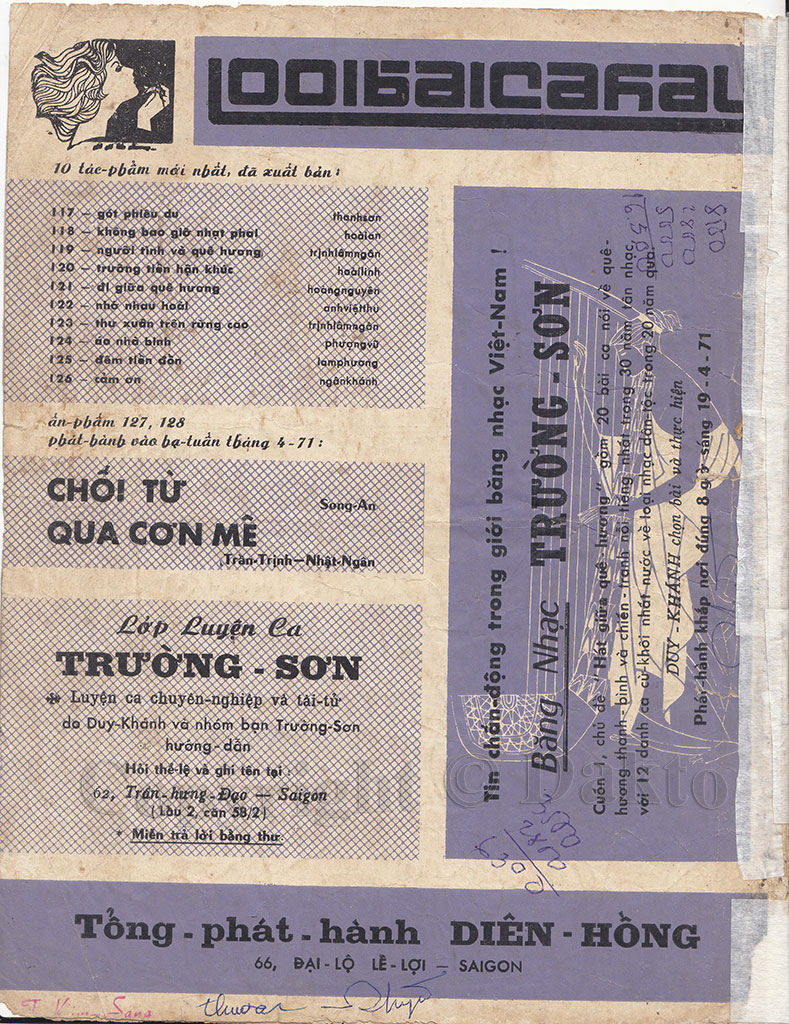 1001bàicahay
10 tác-phẩm mới nhất, đã xuất bản :
117 — gót phiêu du thanhsơn
118 — không bao giờ nhạt phai hoàian
119 — người tình và quê hương trịnhlâmngân
120 — trường tiền hận khúc hoàilinh
121 — đi giữa quê hương hoàngnguyên
122 — nhớ nhau hoài anhviệtthu
123 — thư xuân trên rừng cao trịnhlâmngân
124 — áo nhà binh phượngvũ
125 — đêm tiền đồn lamphương
126 — cảm ơn ngânkhánh
ấn-phẩm 127, 128
phát-hành vào hạ-tuần tháng 4-71 :
CHỐI TỪ
Song-An
QUA CƠN MÊ
Trần-Trịnh—Nhật-Ngân
Lớp Luyện Ca
TRƯỜNG - SƠN
Luyện ca chuyên-nghiệp và tài-tử
do Duy-Khánh và nhóm bạn Trường-Sơn
hướng-dẫn
Hỏi thể-lệ và ghi tên tại :
62, Trần-hưng-Đạo — Saigon
(Lầu 2, căn 58/2)
* Miễn trả lời bằng thư.
Tin chấn-động trong giới băng nhạc Việt-Nam !
Băng Nhạc TRƯỜNG - SƠN
Cuốn I, chủ đề " Hát giữa quê-hương " gồm 20 bài ca nói về quê-
hương thanh-bình và chiến-tranh nổi tiếng nhất trong 30 năm tân nhạc,
với 12 danh ca cừ-khôi nhất nước về loại nhạc dân-tộc trong 20 năm qua.
DUY-KHÁNH chọn bài và thực hiện
Phát-hành khắp nơi đúng 8 giờ sáng 19-4-71
Tổng-phát-hành DIÊN-HỒNG
66, ĐẠI-LỘ LÊ-LỢI — SAIGON